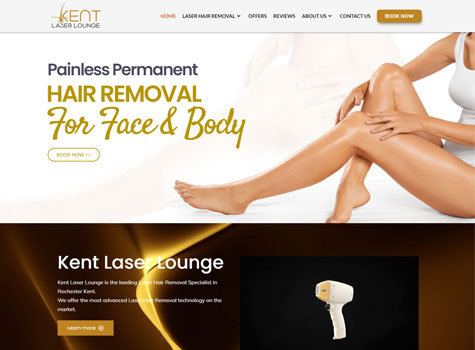 KENT
LASER LOUNGE
HOME
LASER HAIR REMOVAL
OFFERS
REVIEWS
ABOUT US
CONTACT US
BOOK NOW
Painless Permanent
HAIR REMOVAL
For Face & Body
BOOK NOW >>
Kent Laser Lounge
Kent Laser Lounge is the leading Laser Hair Removal Specialist in
Rochester Kent.
We offer the most advanced Laser Hair Removal technology on the
market.
Learn more